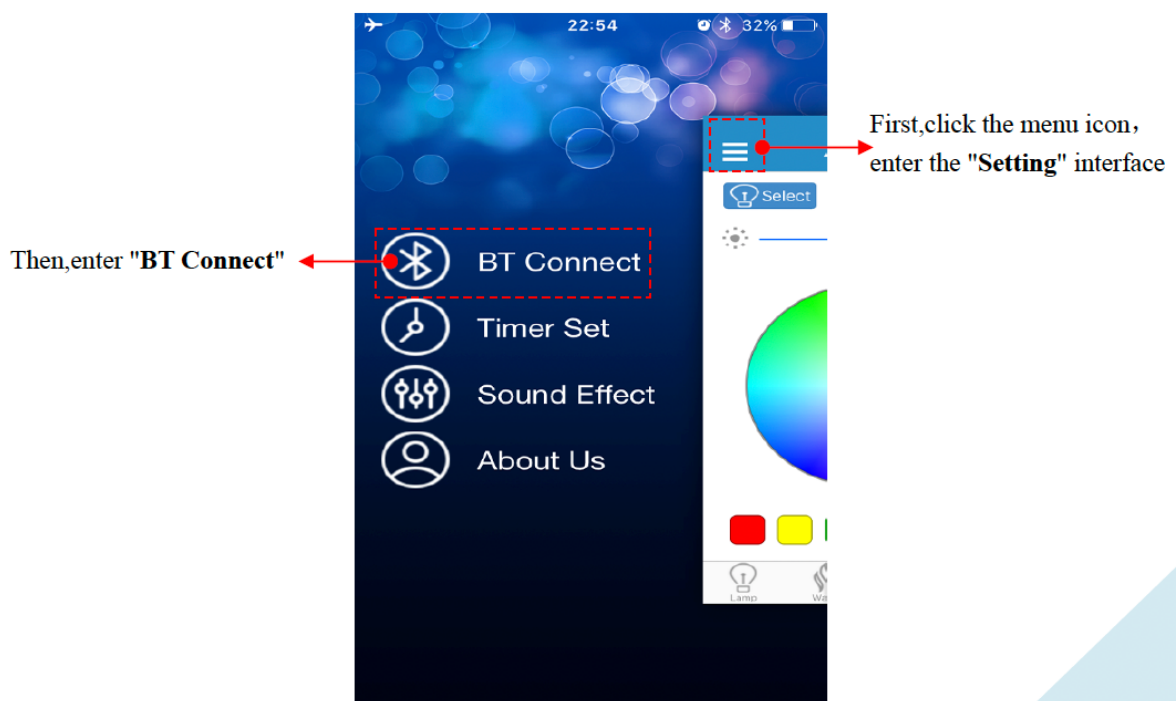 22:54
32%
First,click the menu icon，
enter the "Setting" interface
Select
Then,enter "BT Connect"
BT Connect
Timer Set
Sound Effect
About Us
Lamp